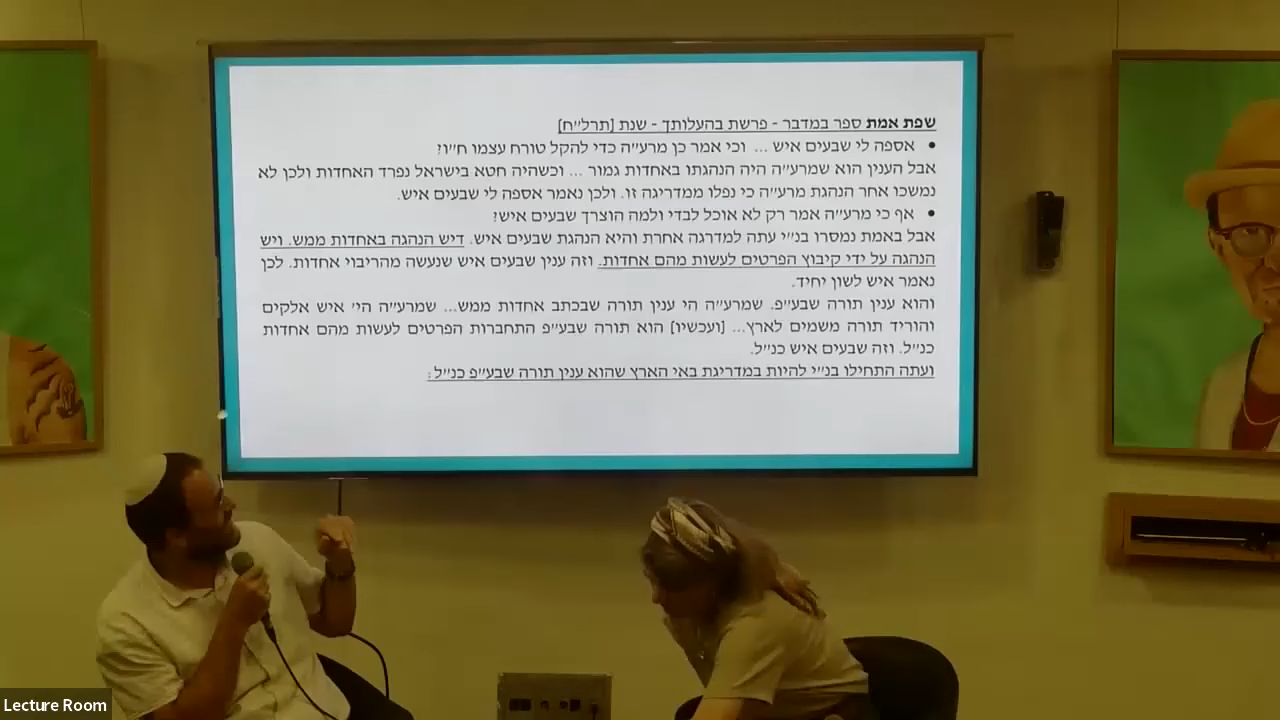 שפת אמת ספר במדבר - פרשת בהעלותך - שנת [תרל"ח]
• אספה לי שבעים איש ... וכי אמר כן מרע"ה כדי להקל טורח עצמו ח"ו?
אבל הענין הוא שמרע"ה היה הנהגתו באחדות גמור ... וכשהיה חטא בישראל נפרד האחדות ולכן לא
נמשכו אחר הנהגת מרע"ה כי נפלו ממדריגה זו. ולכן נאמר אספה לי שבעים איש.
• אף כי מרע"ה אמר רק לא אוכל לבדי ולמה הוצרך שבעים איש?
אבל באמת נמסרו בנ"י עתה למדרגה אחרת והיא הנהגת שבעים איש. דיש הנהגה באחדות ממש. ויש
הנהגה על ידי קיבוץ הפרטים לעשות מהם אחדות. וזה ענין שבעים איש שנעשה מהריבוי אחדות. לכן
נאמר איש לשון יחיד.
והוא ענין תורה שבע"פ. שמרע"ה הי ענין תורה שבכתב אחדות ממש... שמרע"ה הי' איש אלקים
והוריד תורה משמים לארץ... [ועכשיו] הוא תורה שבע"פ התחברות הפרטים לעשות מהם אחדות
כנ"ל. וזה שבעים איש כנ"ל.
ועתה התחילו בנ"י להיות במדריגת באי הארץ שהוא ענין תורה שבע"פ כנ"ל:
Lecture Room